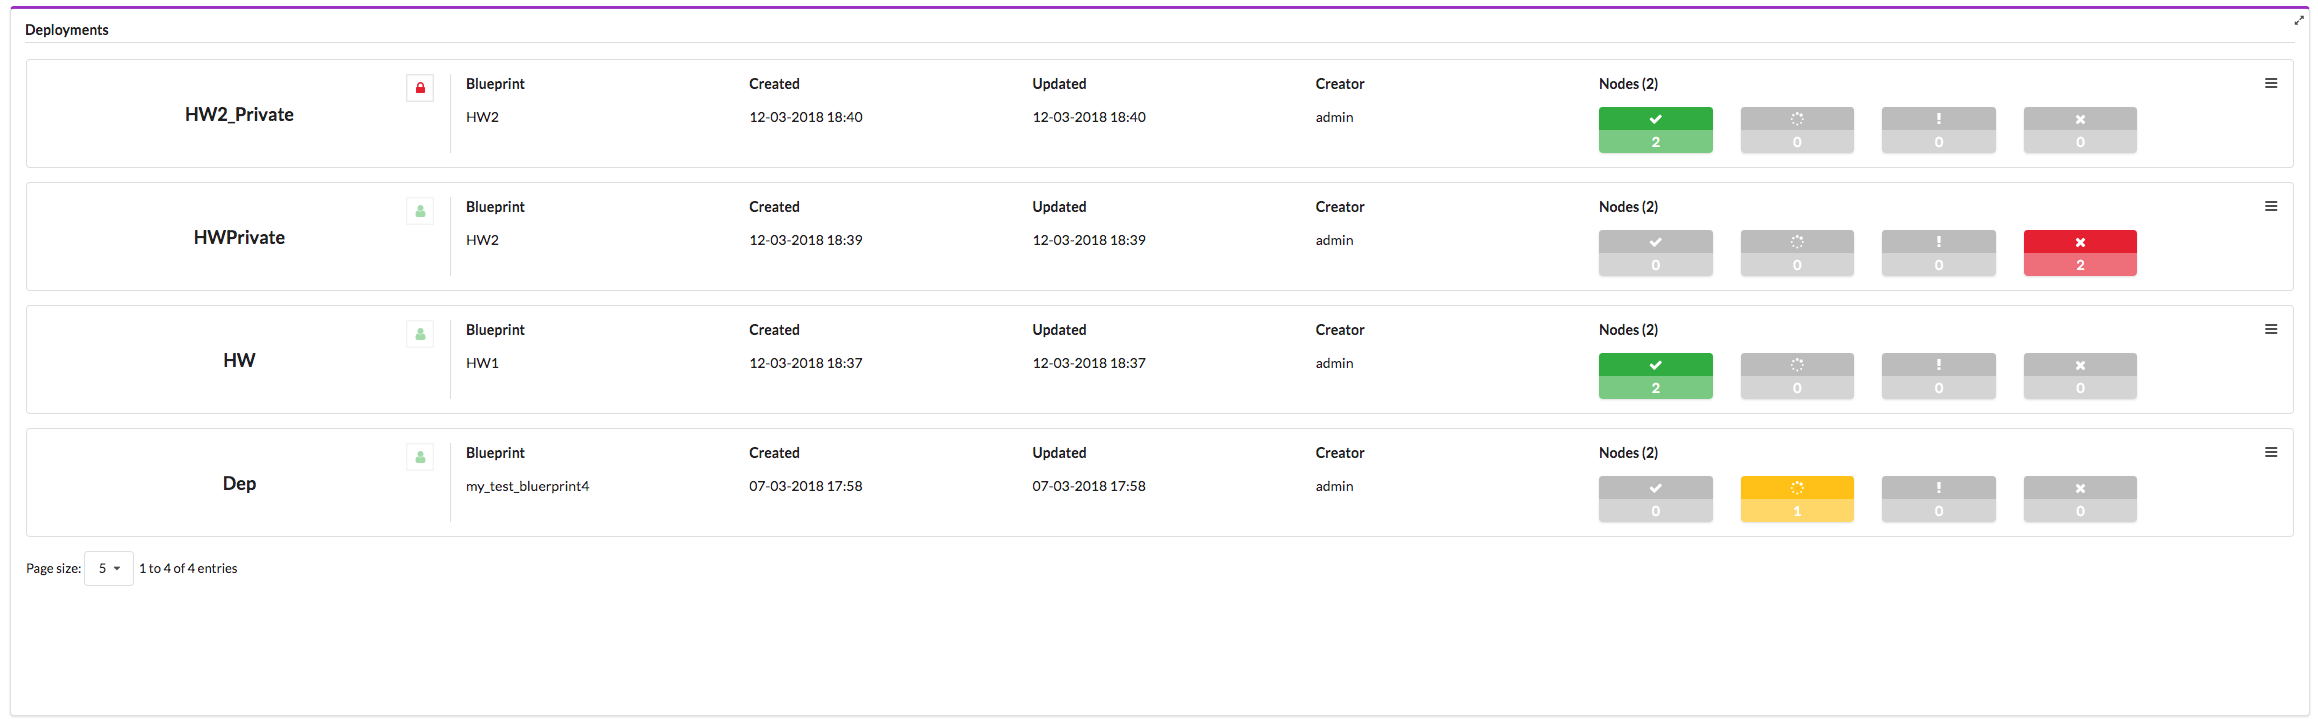 Deployments
HW2_Private
Blueprint Created Updated Creator Nodes (2)
HW2 12-03-2018 18:40 12-03-2018 18:40 admin
2 0 0 0
HWPrivate
Blueprint Created Updated Creator Nodes (2)
HW2 12-03-2018 18:39 12-03-2018 18:39 admin
0 0 0 2
HW
Blueprint Created Updated Creator Nodes (2)
HW1 12-03-2018 18:37 12-03-2018 18:37 admin
2 0 0 0
Dep
Blueprint Created Updated Creator Nodes (2)
my_test_bluerprint4 07-03-2018 17:58 07-03-2018 17:58 admin
0 1 0 0
Page size: 5 1 to 4 of 4 entries